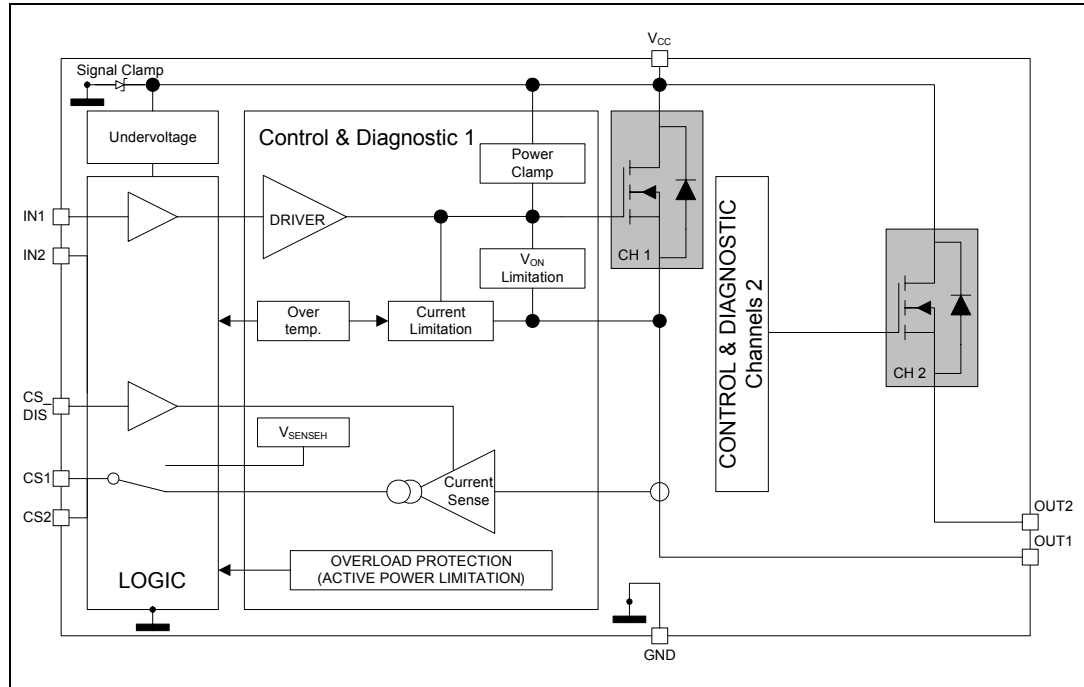 VCC
Signal Clamp
Undervoltage
Control & Diagnostic 1
Power
Clamp
IN1
DRIVER
IN2
CH 1
VON
Limitation
Over
temp.
Current
Limitation
CONTROL & DIAGNOSTIC
Channels 2
CH 2
CS_
DIS
VSENSEH
CS1
Current
Sense
CS2
OUT2
OUT1
OVERLOAD PROTECTION
(ACTIVE POWER LIMITATION)
LOGIC
GND